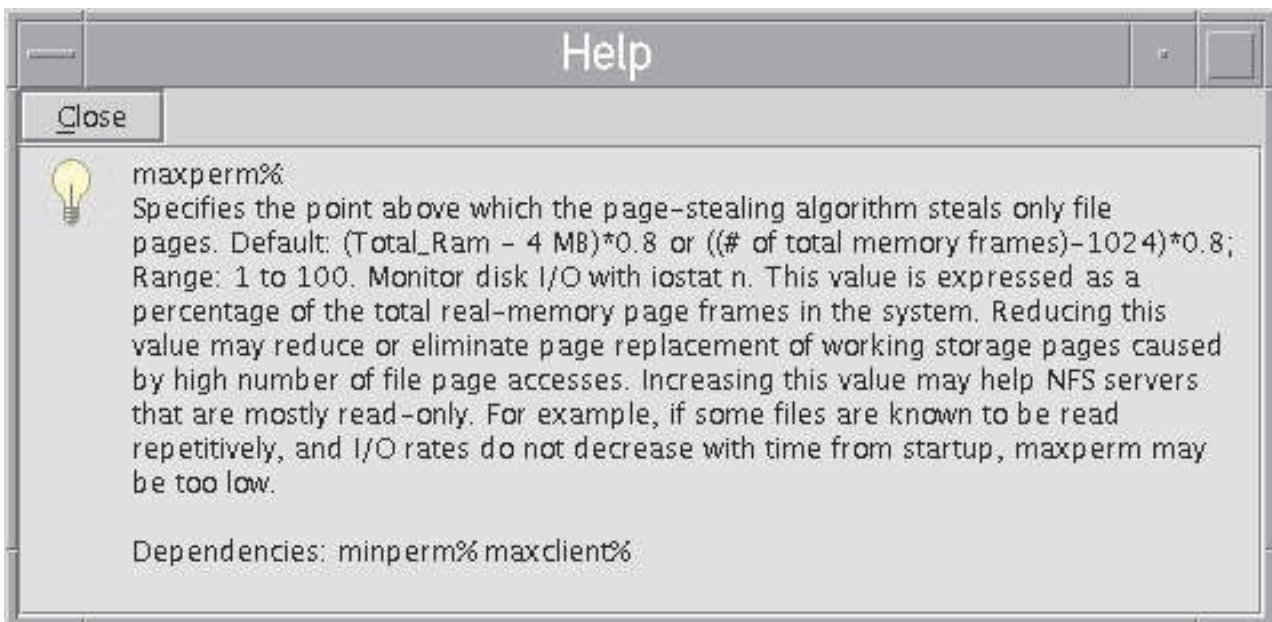 Help
Close
maxperm%:
Specifies the point above which the page-stealing algorithm steals only file
pages. Default: (Total_Ram - 4 MB)*0.8 or ((# of total memory frames)-1024)*0.8;
Range: 1 to 100. Monitor disk I/O with iostat n. This value is expressed as a
percentage of the total real-memory page frames in the system. Reducing this
value may reduce or eliminate page replacement of working storage pages caused
by high number of file page accesses. Increasing this value may help NFS servers
that are mostly read-only. For example, if some files are known to be read
repetitively, and I/O rates do not decrease with time from startup, maxperm may
be too low.
Dependencies: minperm% maxclient%